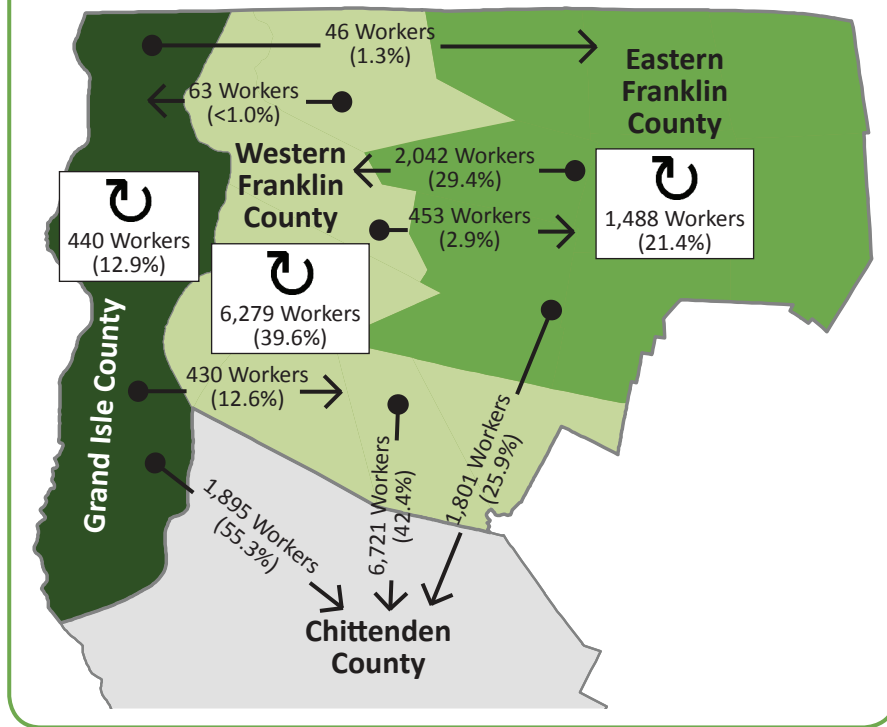 46 Workers
(1.3%)
Eastern
Franklin
County
63 Workers
(<1.0%)
Western
Franklin
County
2,042 Workers
(29.4%)
453 Workers
(2.9%)
1,488 Workers
(21.4%)
440 Workers
(12.9%)
6,279 Workers
(39.6%)
Grand Isle County
430 Workers
(12.6%)
1,895 Workers
(55.3%)
6,721 Workers
(42.4%)
1,801 Workers
(25.9%)
Chittenden
County